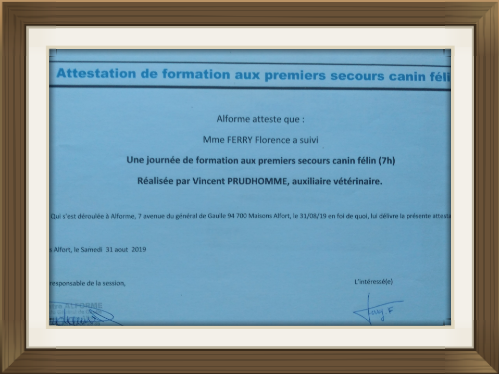 Attestation de formation aux premiers secours canin féli
Alforme atteste que :
Mme FERRY Florence a suivi
Une journée de formation aux premiers secours canin félin (7h)
Réalisée par Vincent PRUDHOMME, auxiliaire vétérinaire.
Qui s'est déroulée à Alforme, 7 avenue du général de Gaulle 94 700 Maisons Alfort, le 31/08/19 en foi de quoi, lui délivre la présente atteste
Alfort, le Samedi 31 aout 2019
responsable de la session,
L'intéressé(e)
ALFORME